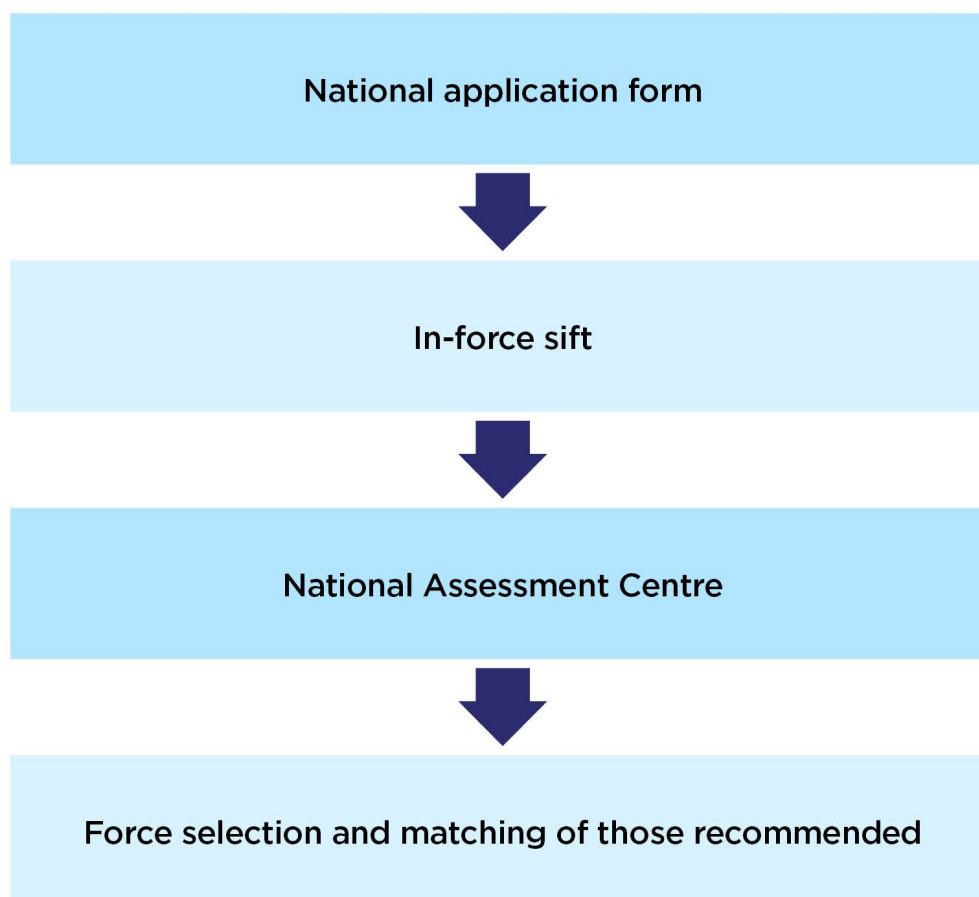 National application form
In-force sift
National Assessment Centre
Force selection and matching of those recommended